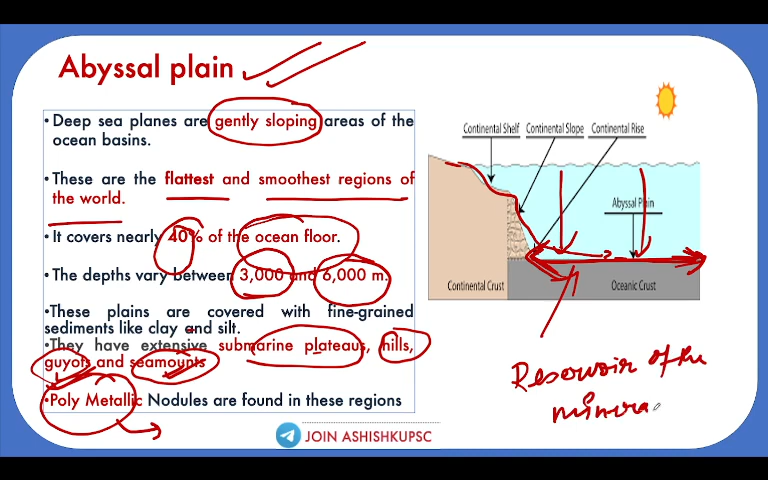 Abyssal plain
•Deep sea planes are gently sloping areas of the
ocean basins.
•These are the flattest and smoothest regions of
the world.
•It covers nearly 40% of the ocean floor.
•The depths vary between 3,000 and 6,000 m.
•These plains are covered with fine-grained
sediments like clay and silt.
•They have extensive submarine plateaus, hills,
guyots and seamounts
•Poly Metallic Nodules are found in these regions
Continental Shelf
Continental Slope
Continental Rise
Abyssal Plain
Continental Crust
Oceanic Crust
Reservoir of the
minera
JOIN ASHISHKUPSC